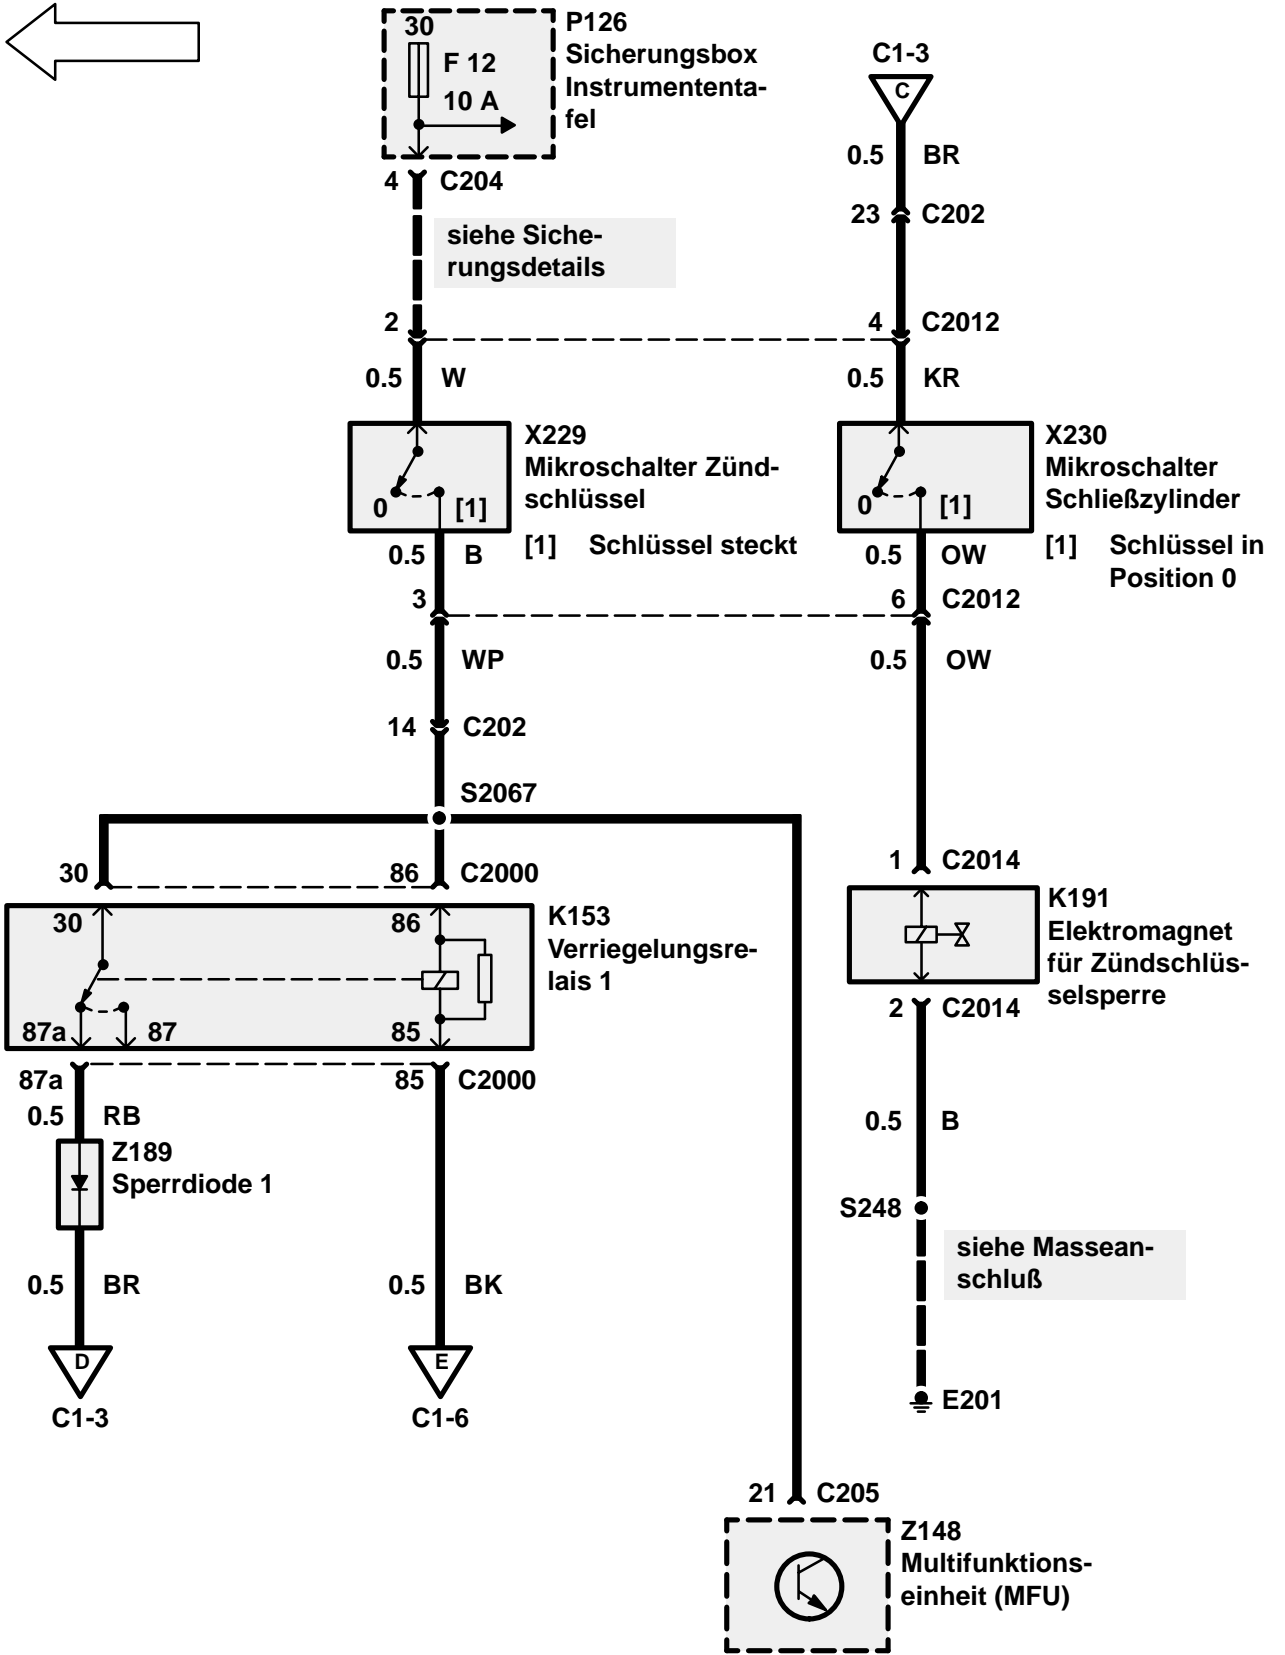 30
F 12
10 A
P126
Sicherungsbox
Instrumententa-
fel
C1-3
C
0.5 BR
4 C204
23 C202
siehe Siche-
rungsdetails
2
4 C2012
0.5 W
0.5 KR
X229
Mikroschalter Zünd-
schlüssel
[1] Schlüssel steckt
0 [1]
X230
Mikroschalter
Schließzylinder
[1] Schlüssel in
Position 0
0 [1]
0.5 B
0.5 OW
3
6 C2012
0.5 WP
0.5 OW
14 C202
S2067
30
86 C2000
1 C2014
30
86
87a 87
85
K153
Verriegelungsre-
lais 1
K191
Elektromagnet
für Zündschlüs-
selsperre
2 C2014
87a
85 C2000
0.5 RB
Z189
Sperrdiode 1
0.5 B
S248
siehe Massean-
schluß
0.5 BR
0.5 BK
D
C1-3
E
C1-6
E201
21 C205
Z148
Multifunktions-
einheit (MFU)